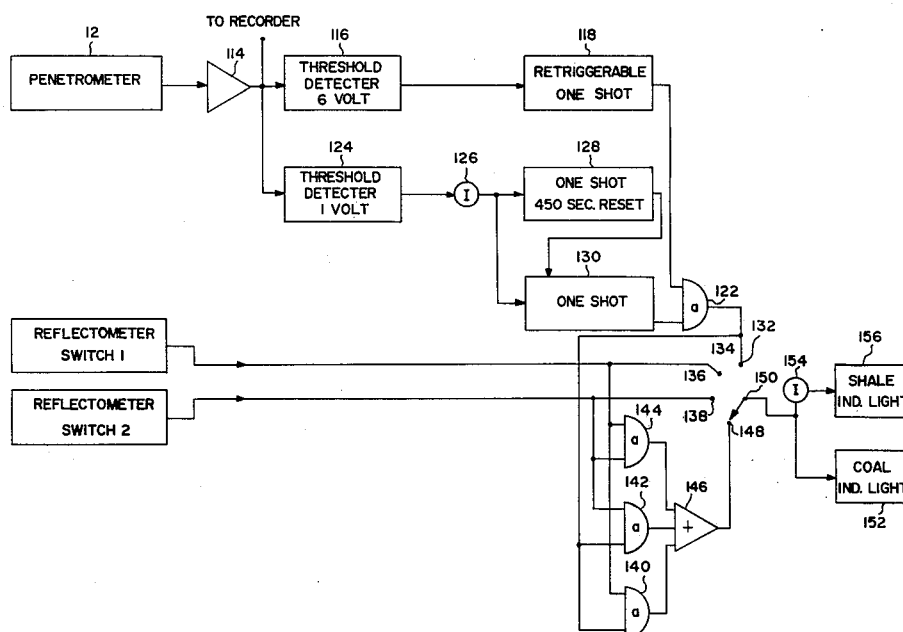 TO RECORDER
12
PENETROMETER
114
116
THRESHOLD
DETECTER
6 VOLT
118
RETRIGGERABLE
ONE SHOT
124
THRESHOLD
DETECTER
1 VOLT
126
I
128
ONE SHOT
450 SEC. RESET
130
ONE SHOT
a
122
REFLECTOMETER
SWITCH 1
REFLECTOMETER
SWITCH 2
132
134
136
138
150
148
154
I
156
SHALE
IND. LIGHT
COAL
IND. LIGHT
152
144
a
142
a
146
+
140
a